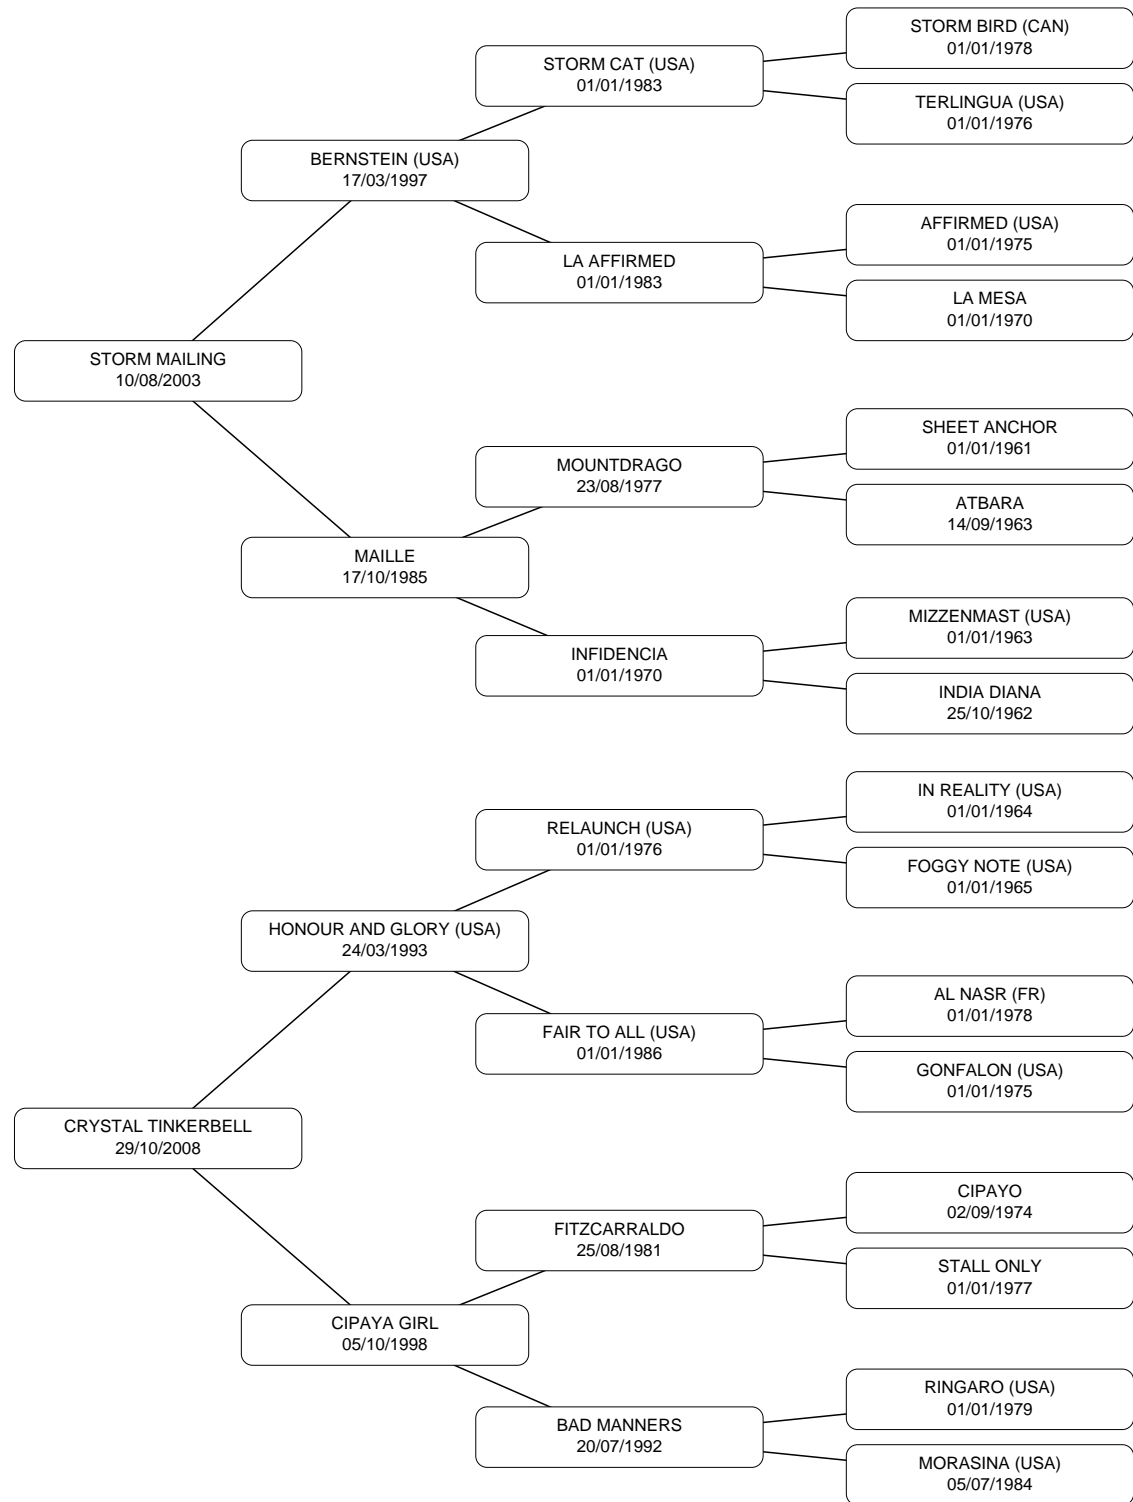 STORM BIRD (CAN)
01/01/1978
STORM CAT (USA)
01/01/1983
TERLINGUA (USA)
01/01/1976
BERNSTEIN (USA)
17/03/1997
AFFIRMED (USA)
01/01/1975
LA AFFIRMED
01/01/1983
LA MESA
01/01/1970
STORM MAILING
10/08/2003
SHEET ANCHOR
01/01/1961
MOUNTDRAGO
23/08/1977
ATBARA
14/09/1963
MAILLE
17/10/1985
MIZZENMAST (USA)
01/01/1963
INFIDENCIA
01/01/1970
INDIA DIANA
25/10/1962
IN REALITY (USA)
01/01/1964
RELAUNCH (USA)
01/01/1976
FOGGY NOTE (USA)
01/01/1965
HONOUR AND GLORY (USA)
24/03/1993
AL NASR (FR)
01/01/1978
FAIR TO ALL (USA)
01/01/1986
GONFALON (USA)
01/01/1975
CRYSTAL TINKERBELL
29/10/2008
CIPAYO
02/09/1974
FITZCARRALDO
25/08/1981
STALL ONLY
01/01/1977
CIPAYA GIRL
05/10/1998
RINGARO (USA)
01/01/1979
BAD MANNERS
20/07/1992
MORASINA (USA)
05/07/1984